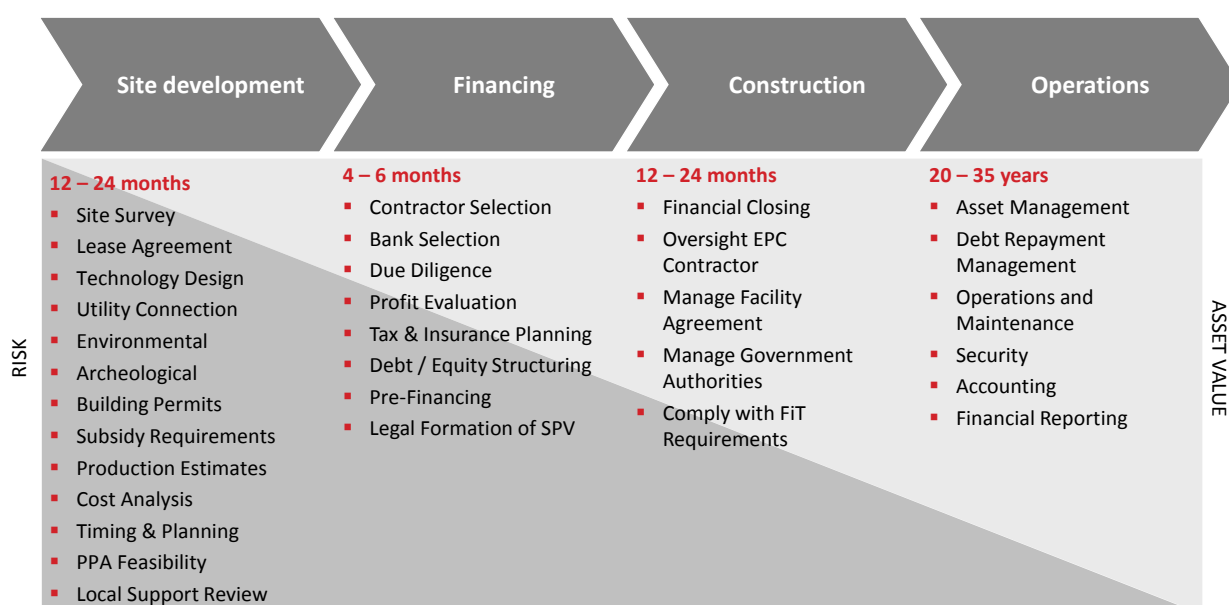 Site development
Financing
Construction
Operations
12 – 24 months
Site Survey
Lease Agreement
Technology Design
Utility Connection
Environmental
Archeological
Building Permits
Subsidy Requirements
Production Estimates
Cost Analysis
Timing & Planning
PPA Feasibility
Local Support Review
4 – 6 months
Contractor Selection
Bank Selection
Due Diligence
Profit Evaluation
Tax & Insurance Planning
Debt / Equity Structuring
Pre-Financing
Legal Formation of SPV
12 – 24 months
Financial Closing
Oversight EPC
Contractor
Manage Facility
Agreement
Manage Government
Authorities
Comply with FiT
Requirements
20 – 35 years
Asset Management
Debt Repayment
Management
Operations and
Maintenance
Security
Accounting
Financial Reporting
RISK
ASSET VALUE